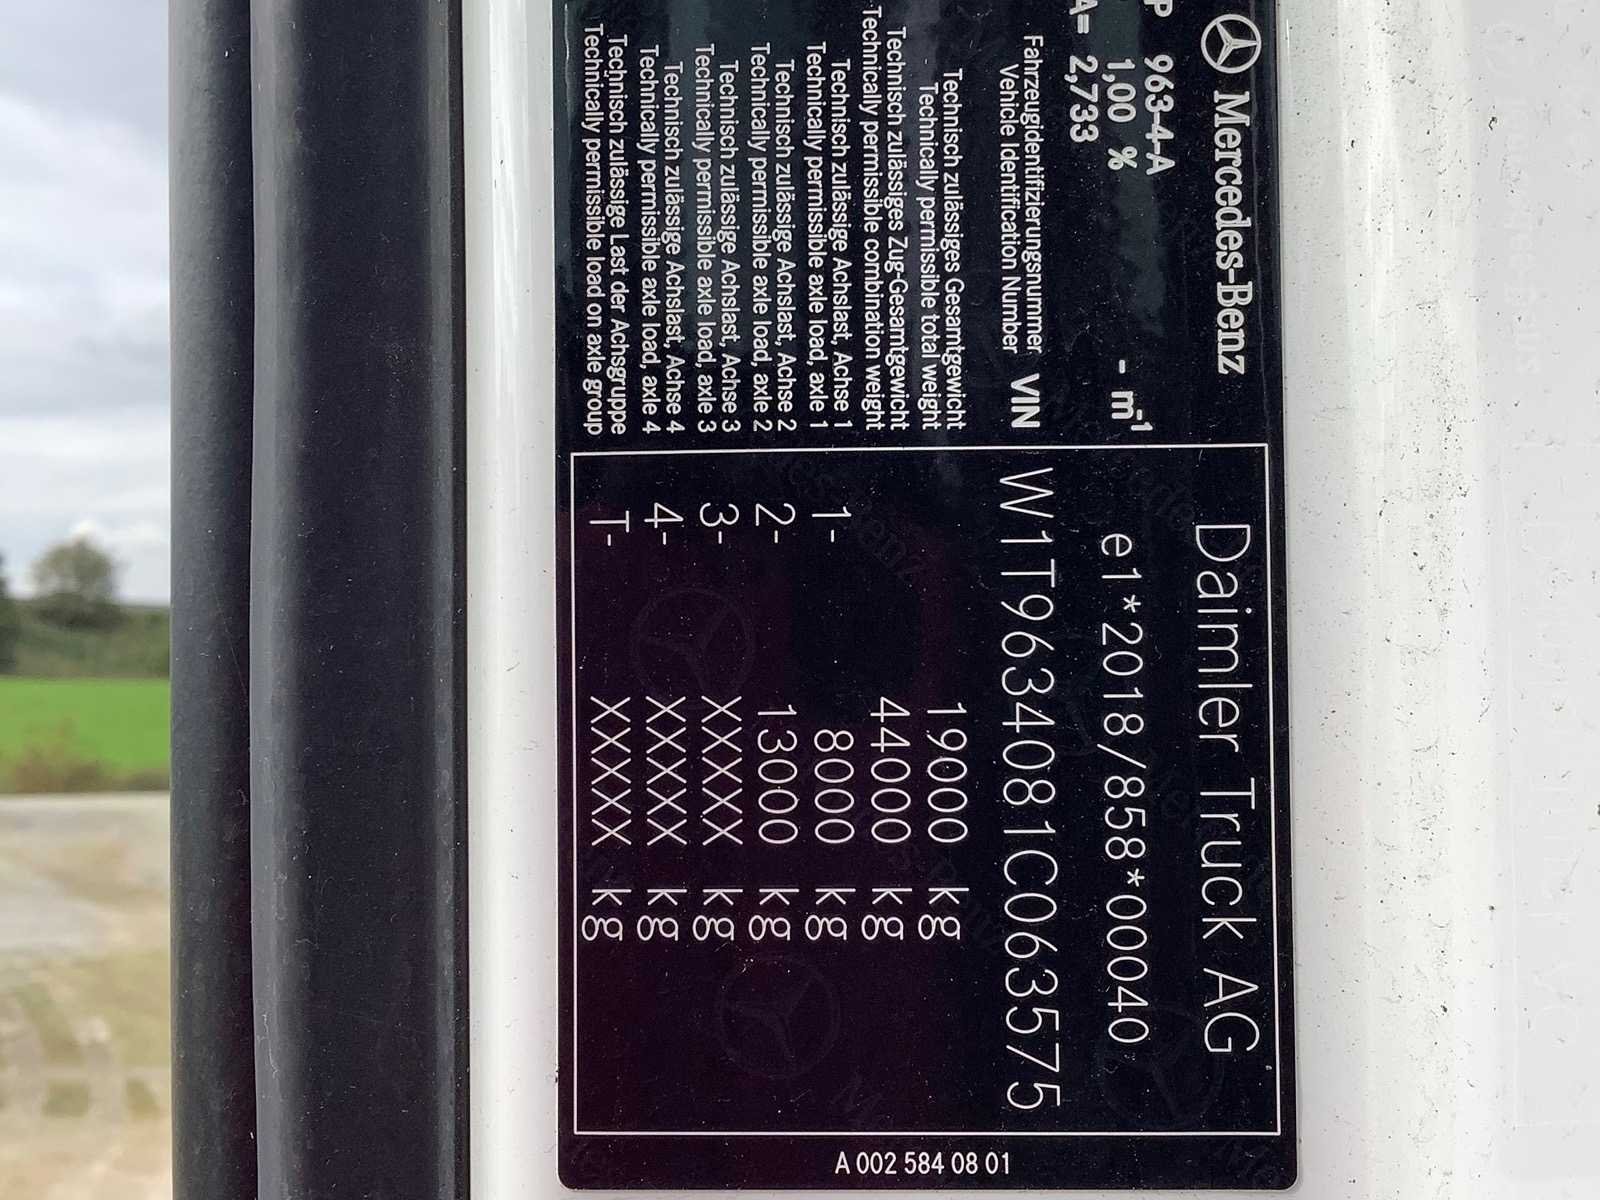 Mercedes-Benz
Daimler Truck AG
P 963-4-A
1,00 % - m-1
e1*2018/858*00040
A= 2,733
Fahrzeugidentifizierungsnummer
Vehicle Identification Number VIN
W1T9634081C0635755
Technisch zulässiges Gesamtgewicht
Technically permissible total weight
19000 kg
Technisch zulässiges Zug-Gesamtgewicht
Technically permissible combination weight
44000 kg
Technisch zulässige Achslast, Achse 1
Technically permissible axle load, axle 1
1- 8000 kg
Technisch zulässige Achslast, Achse 2
Technically permissible axle load, axle 2
2- 13000 kg
Technisch zulässige Achslast, Achse 3
Technically permissible axle load, axle 3
3- XXXXX kg
Technisch zulässige Achslast, Achse 4
Technically permissible axle load, axle 4
4- XXXXX kg
Technisch zulässige Last der Achsgruppe
Technically permissible load on axle group
T- XXXXX kg
A 002 584 08 01